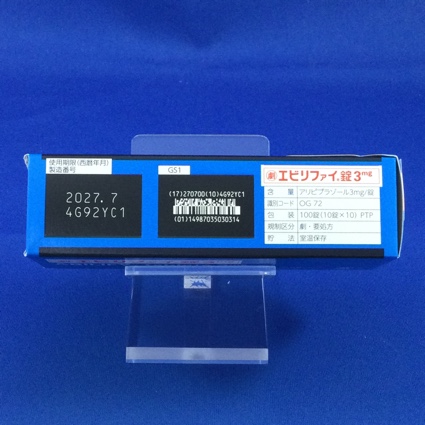 使用期限(西暦年月)
製造番号
2027. 7
4G92YC1
GS1
(17)270700(10)4G92YC1
(01)14987035030314
劇 エビリファイ®錠3mg
含 量 アリピプラゾール3mg/錠
識別コード OG 72
包 装 100錠(10錠×10) PTP
規制区分 劇・要処方
貯 法 室温保存